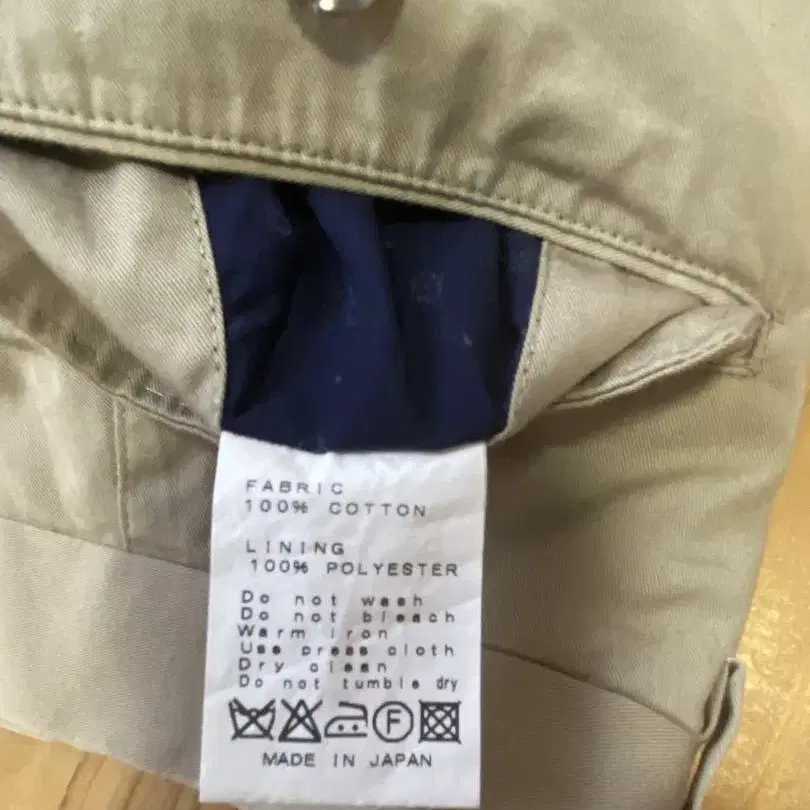 FABRIC
100% COTTON
LINING
100% POLYESTER
Do not wash
Do not bleach
Warm iron
Use press cloth
Dry clean
Do not tumble dry
F
MADE IN JAPAN